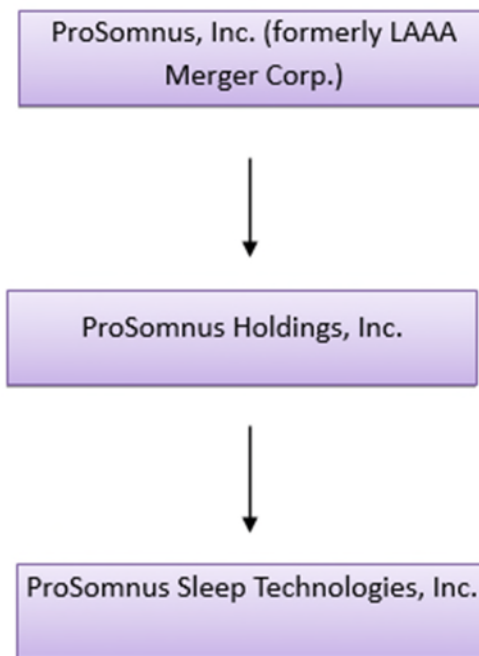 ProSomnus, Inc. (formerly LAAA
Merger Corp.)
ProSomnus Holdings, Inc.
ProSomnus Sleep Technologies, Inc.